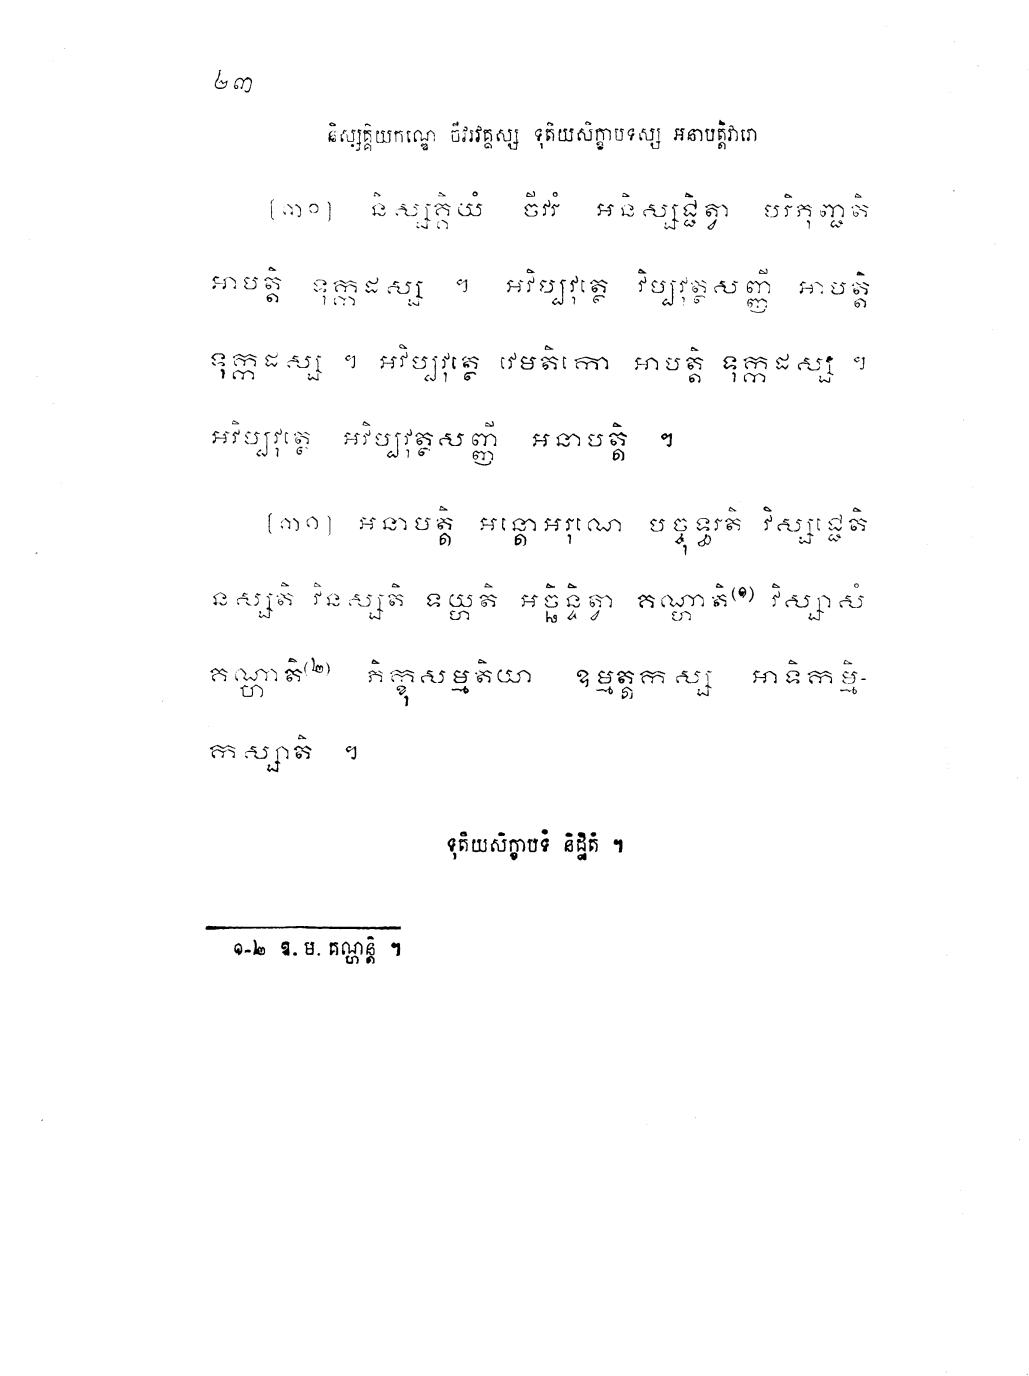 ២៣
និស្សគ្គិយកណ្ឌេ ចីវរវគ្គស្ស ទុតិយសិក្ខាបទស្ស អនាបត្តិវារោ
[៣០] និស្សគ្គិយំ ចីវរំ អនិស្សជ្ជិត្វា បរិភុញ្ជតិ
អាបត្តិ ទុក្កដស្ស ។ អវិប្បវុត្ថេ វិប្បវុត្ថសញ្ញី អាបត្តិ
ទុក្កដស្ស ។ អវិប្បវុត្ថេ វេមតិកោ អាបត្តិ ទុក្កដស្ស ។
អវិប្បវុត្ថេ អវិប្បវុត្ថសញ្ញី អនាបត្តិ ។
[៣១] អនាបត្តិ អន្តោអរុណេ បច្ចុទ្ធរតិ វិស្សជ្ជេតិ
នស្សតិ វិនស្សតិ ទយ្ហតិ អច្ឆិន្ទិត្វា គណ្ហាតិ(១) វិស្សាសំ
គណ្ហាតិ(២) ភិក្ខុសម្មតិយា ឧម្មត្តកស្ស អាទិកម្មិ-
កស្សាតិ ។
ទុតិយសិក្ខាបទំ និដ្ឋិតំ ។
១-២ ឱ. ម. គណ្ហន្តិ ។